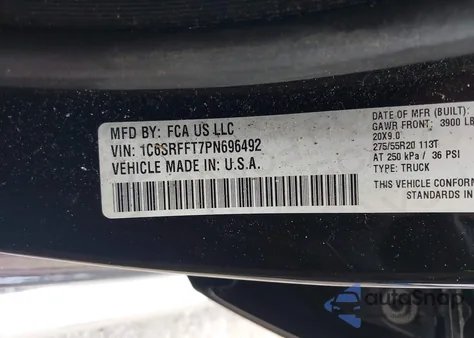 MFD BY: FCA US LLC
VIN: 1C6SRFFT7PN696492
VEHICLE MADE IN U.S.A.
DATE OF MFR (BUILT):
GAWR FRONT: 3900 LB
20X9.0
275/55R20 113T
AT 250 kPa / 36 PSI
TYPE: TRUCK
THIS VEHICLE CONFORMS
STANDARDS IN
autoSnap